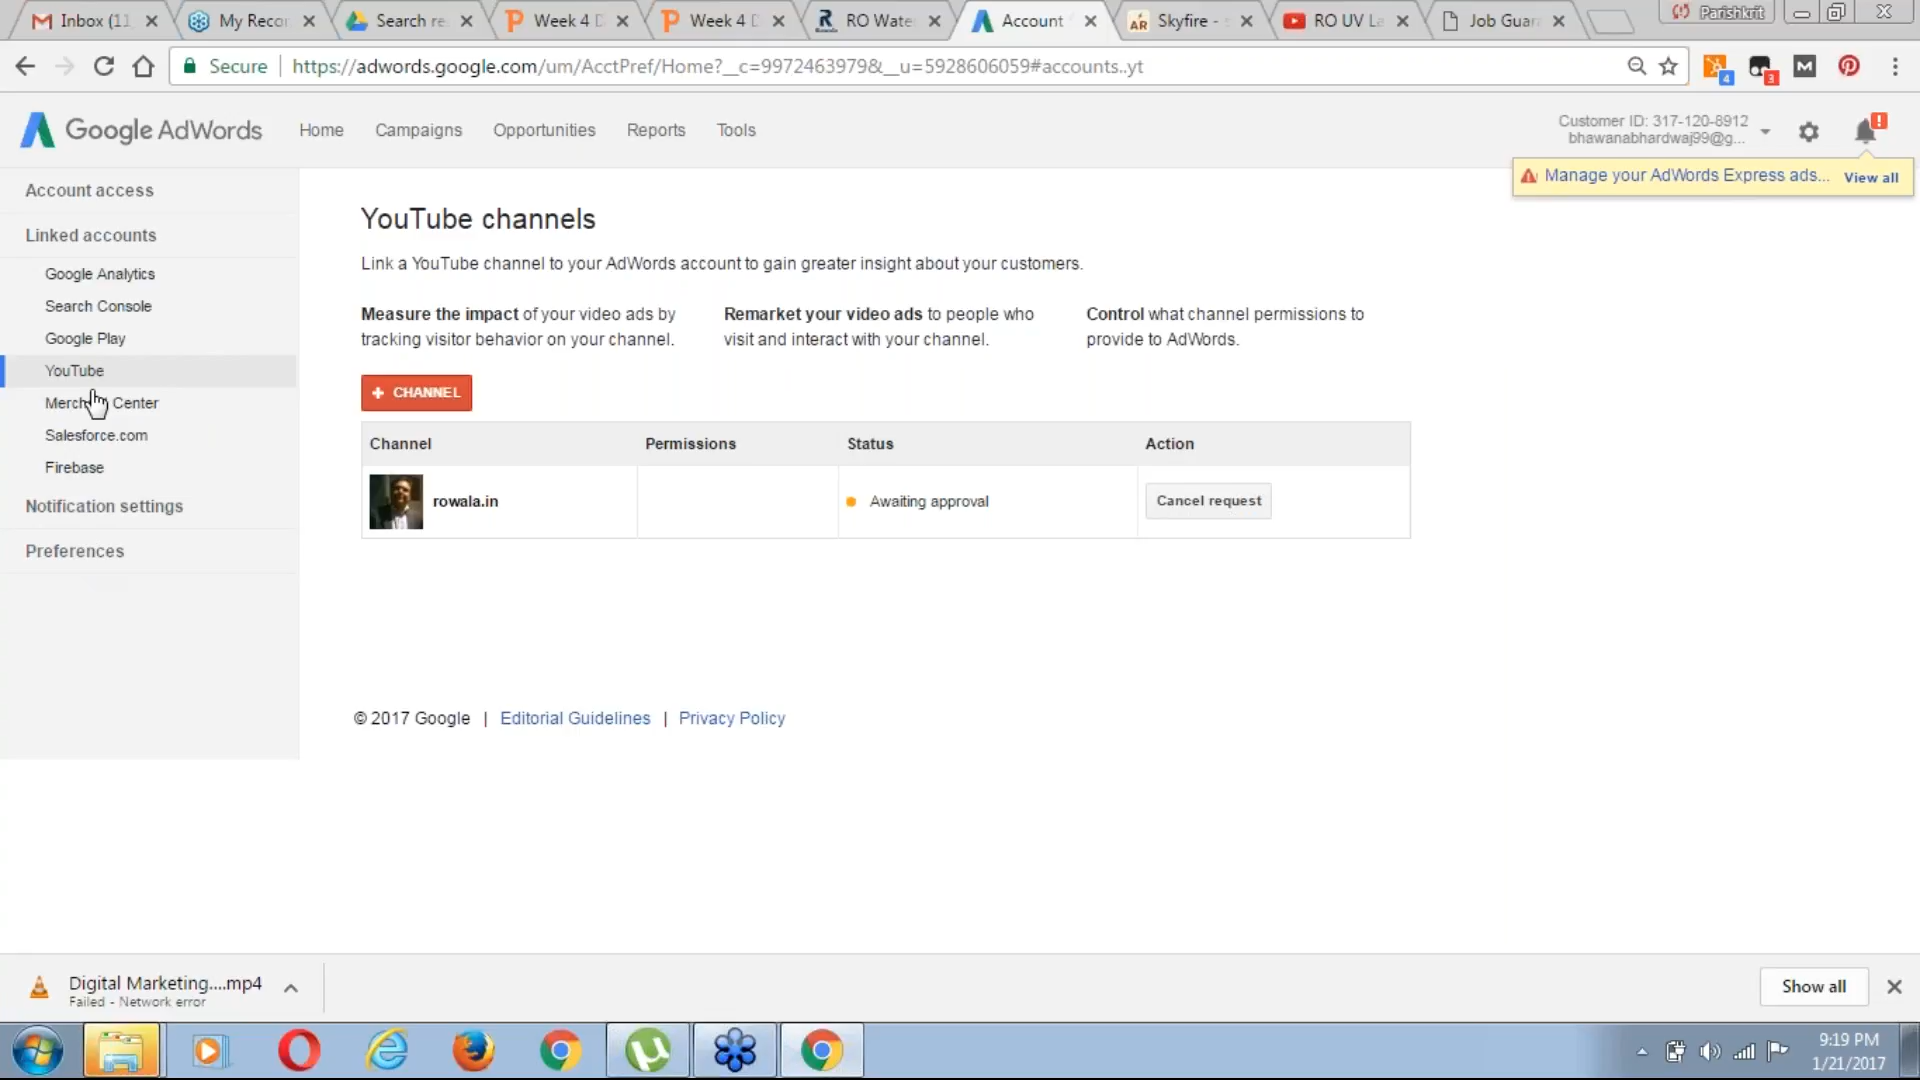 Inbox (11
My Recor
Search re
Week 4 D
Week 4 D
RO Wate
Account
Skyfire - s
RO UV La
Job Guar
Parishkrit
Secure
https://adwords.google.com/um/AcctPref/Home?__c=9972463979&__u=5928606059#accounts..yt
4
3
Google AdWords
Home
Campaigns
Opportunities
Reports
Tools
Customer ID: 317-120-8912
bhawanabhardwaj99@g...
Manage your AdWords Express ads...
View all
Account access
Linked accounts
Google Analytics
Search Console
Google Play
YouTube
Center
Salesforce.com
Firebase
Notification settings
Preferences
YouTube channels
Link a YouTube channel to your AdWords account to gain greater insight about your customers.
Measure the impact of your video ads by
tracking visitor behavior on your channel.
Remarket your video ads to people who
visit and interact with your channel.
Control what channel permissions to
provide to AdWords.
+ CHANNEL
Channel
Permissions
Status
Action
rowala.in
Awaiting approval
Cancel request
© 2017 Google | Editorial Guidelines | Privacy Policy
Digital Marketing....mp4
Failed - Network error
Show all
9:19 PM
1/21/2017